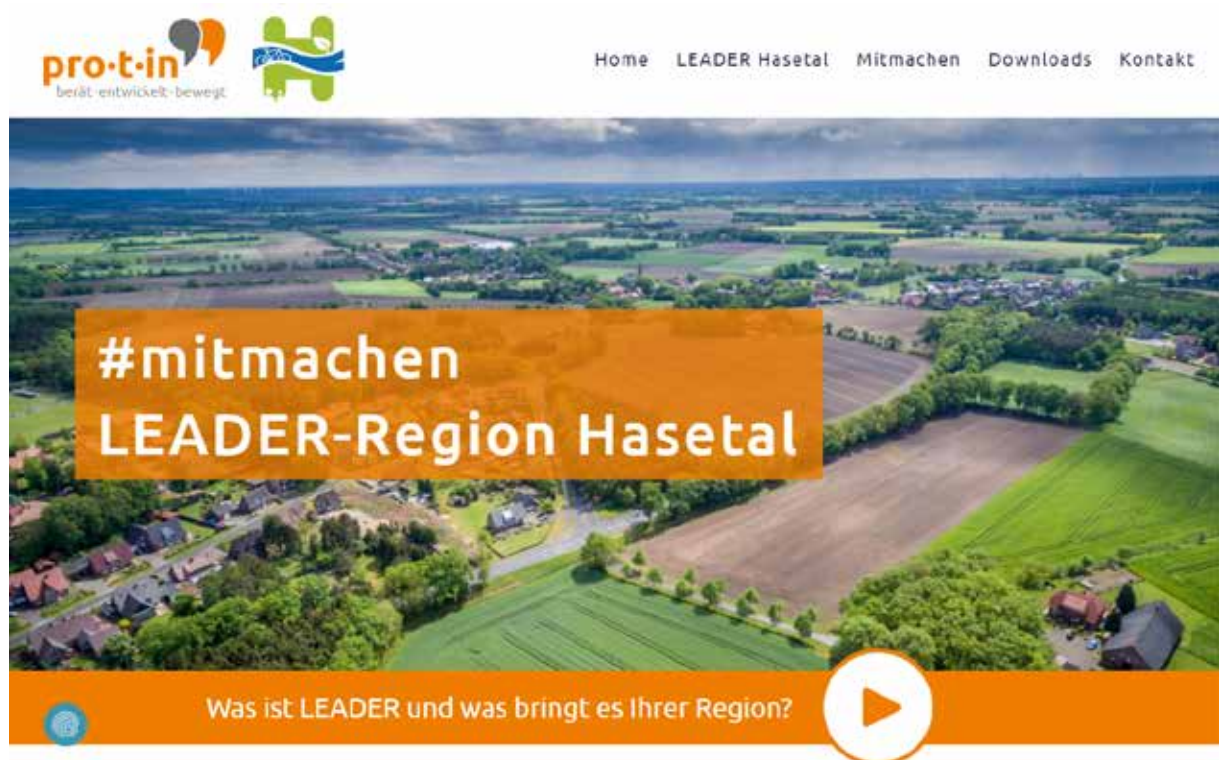 pro·t·in
berät·entwickelt·bewegt
Home LEADER Hasetal Mitmachen Downloads Kontakt
#mitmachen
LEADER-Region Hasetal
Was ist LEADER und was bringt es Ihrer Region?